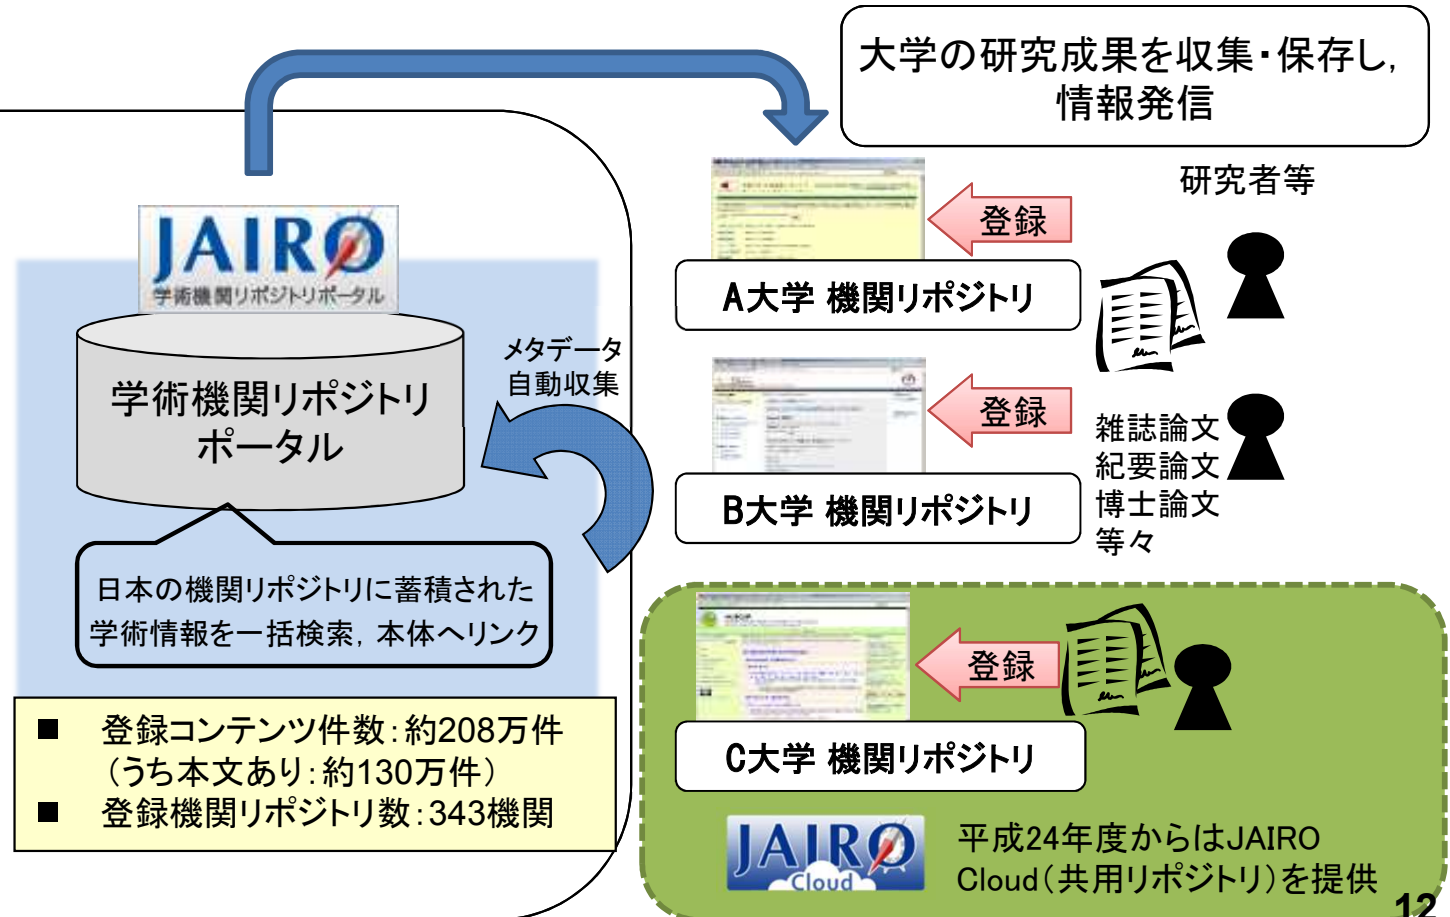 大学の研究成果を収集・保存し,
情報発信
研究者等
JAIRO
学術機関リポジトリポータル
登録
A大学 機関リポジトリ
メタデータ
自動収集
学術機関リポジトリ
ポータル
登録
雑誌論文
紀要論文
博士論文
等々
B大学 機関リポジトリ
日本の機関リポジトリに蓄積された
学術情報を一括検索, 本体へリンク
登録
C大学 機関リポジトリ
■ 登録コンテンツ件数:約208万件
(うち本文あり:約130万件)
■ 登録機関リポジトリ数:343機関
JAIRO
Cloud
平成24年度からはJAIRO
Cloud(共用リポジトリ)を提供
12